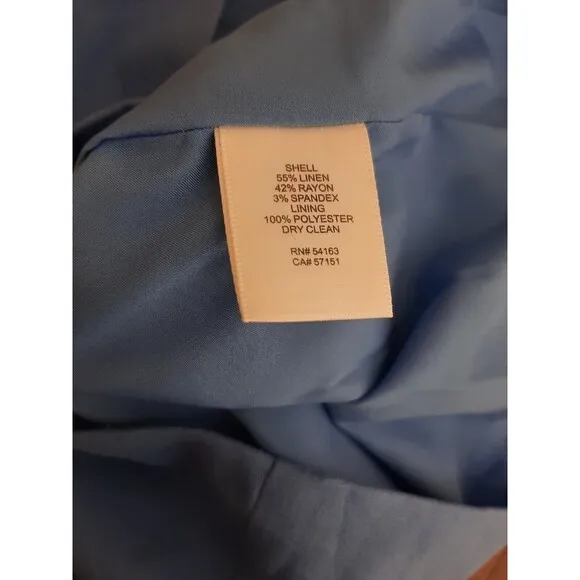 SHELL
55% LINEN
42% RAYON
3% SPANDEX
LINING
100% POLYESTER
DRY CLEAN
RN# 54163
CA# 57151